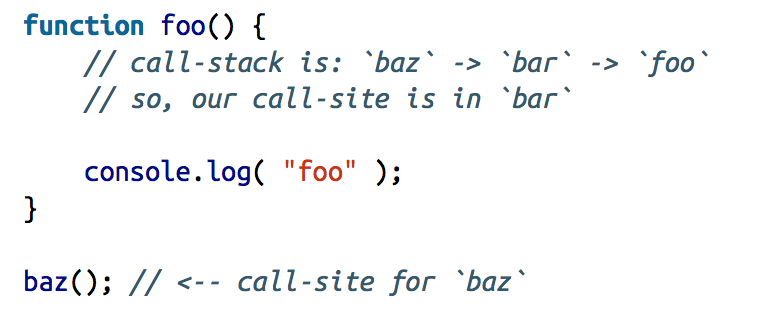 function foo() {
    // call-stack is: `baz` -> `bar` -> `foo`
    // so, our call-site is in `bar`

    console.log( "foo" );
}

baz(); // <-- call-site for `baz`